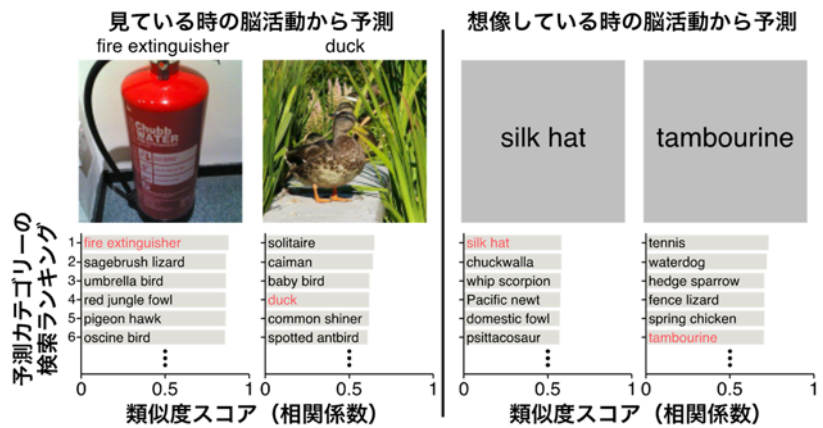 見ている時の脳活動から予測
fire extinguisher
duck
Chubb
WATER
1 fire extinguisher
2 sagebrush lizard
3 umbrella bird
4 red jungle fowl
5 pigeon hawk
6 oscine bird
solitaire
caiman
baby bird
duck
common shiner
spotted antbird
予測カテゴリーの
検索ランキング
0 0.5 1
0 0.5 1
類似度スコア（相関係数）
想像している時の脳活動から予測
silk hat
tambourine
silk hat
chuckwalla
whip scorpion
Pacific newt
domestic fowl
psittacosaur
tennis
waterdog
hedge sparrow
fence lizard
spring chicken
tambourine
0 0.5 1
0 0.5 1
類似度スコア（相関係数）